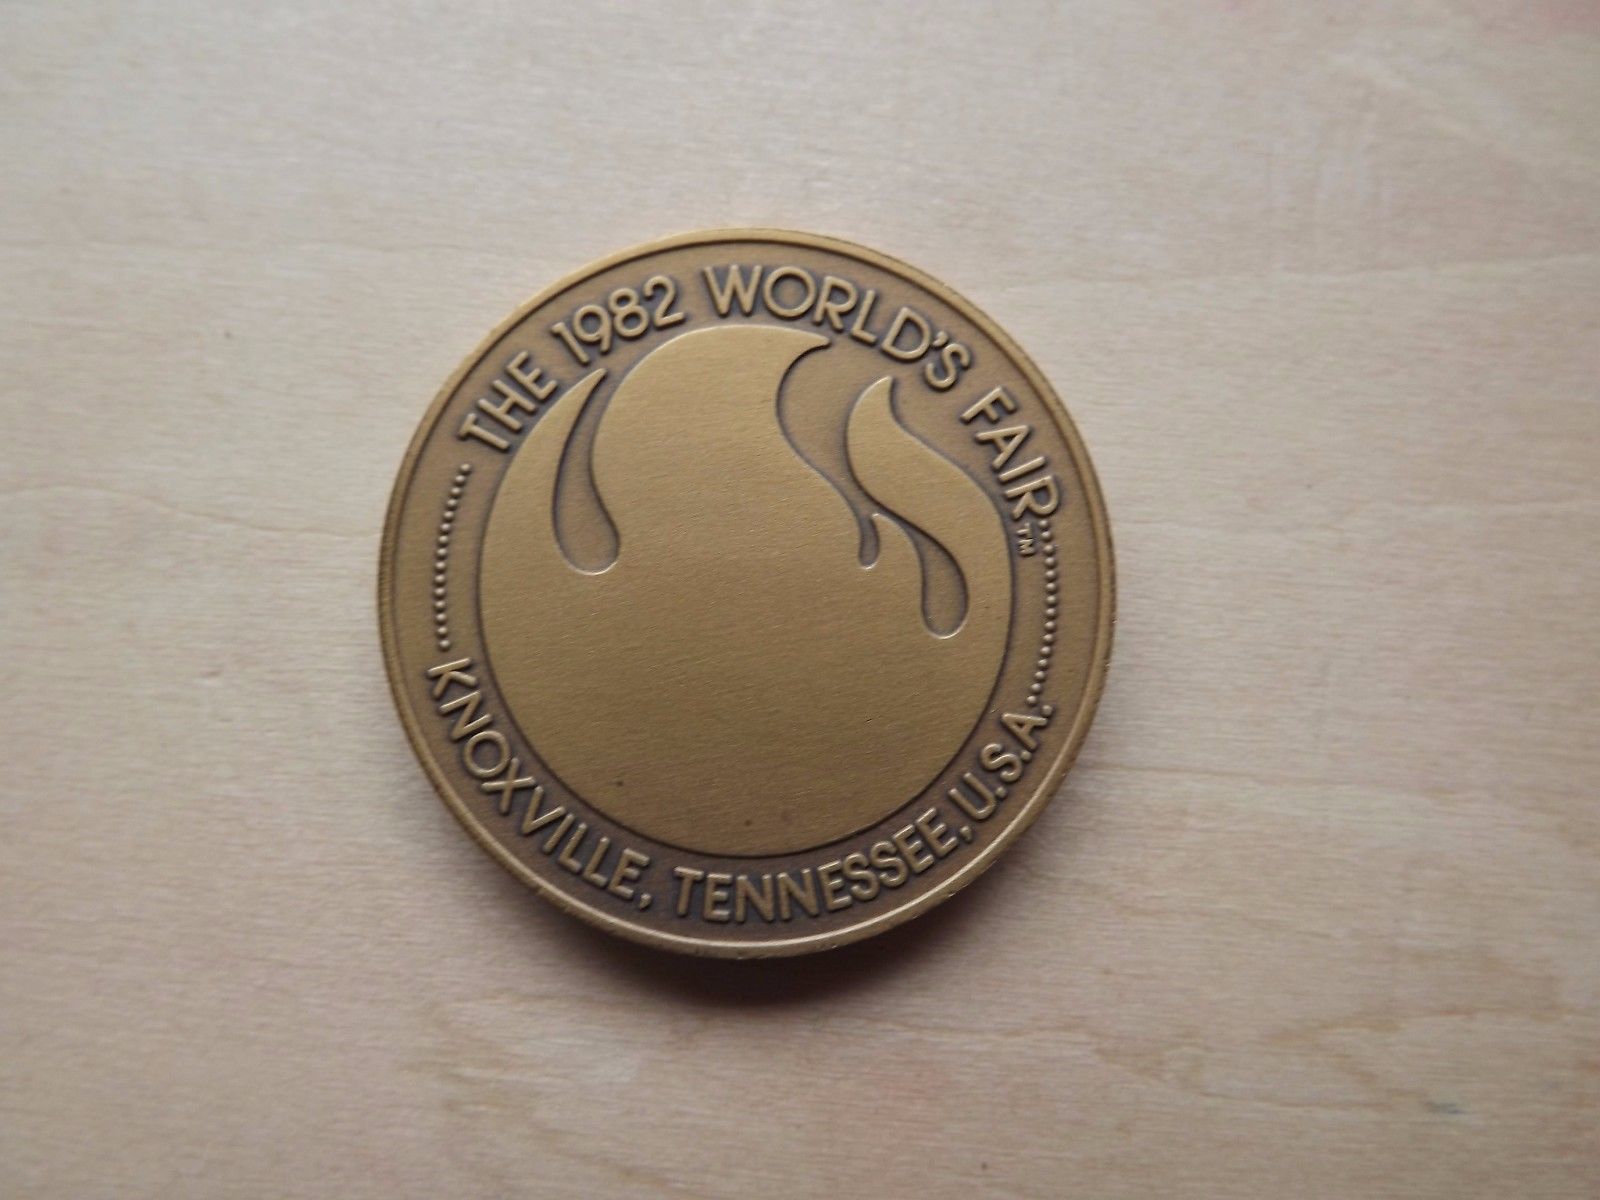 THE 1982 WORLD'S FAIR™
KNOXVILLE, TENNESSEE, U.S.A.